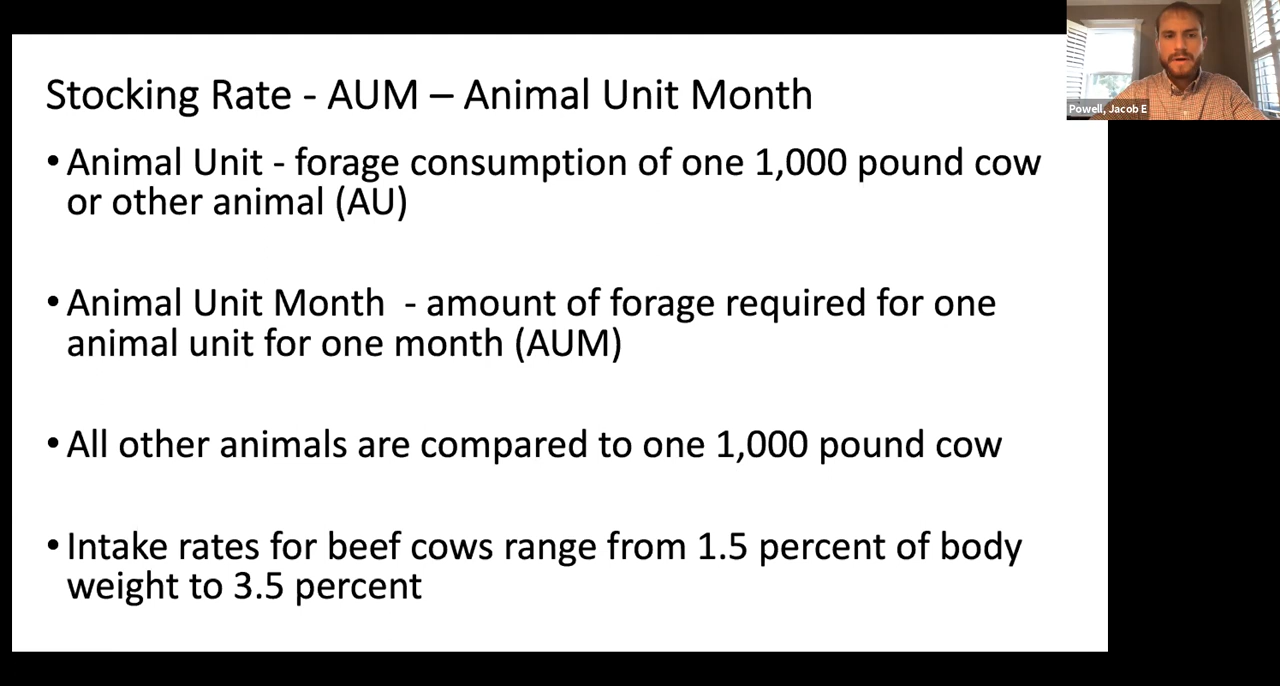 Stocking Rate - AUM – Animal Unit Month
• Animal Unit - forage consumption of one 1,000 pound cow
or other animal (AU)
• Animal Unit Month - amount of forage required for one
animal unit for one month (AUM)
• All other animals are compared to one 1,000 pound cow
• Intake rates for beef cows range from 1.5 percent of body
weight to 3.5 percent
Powell, Jacob E